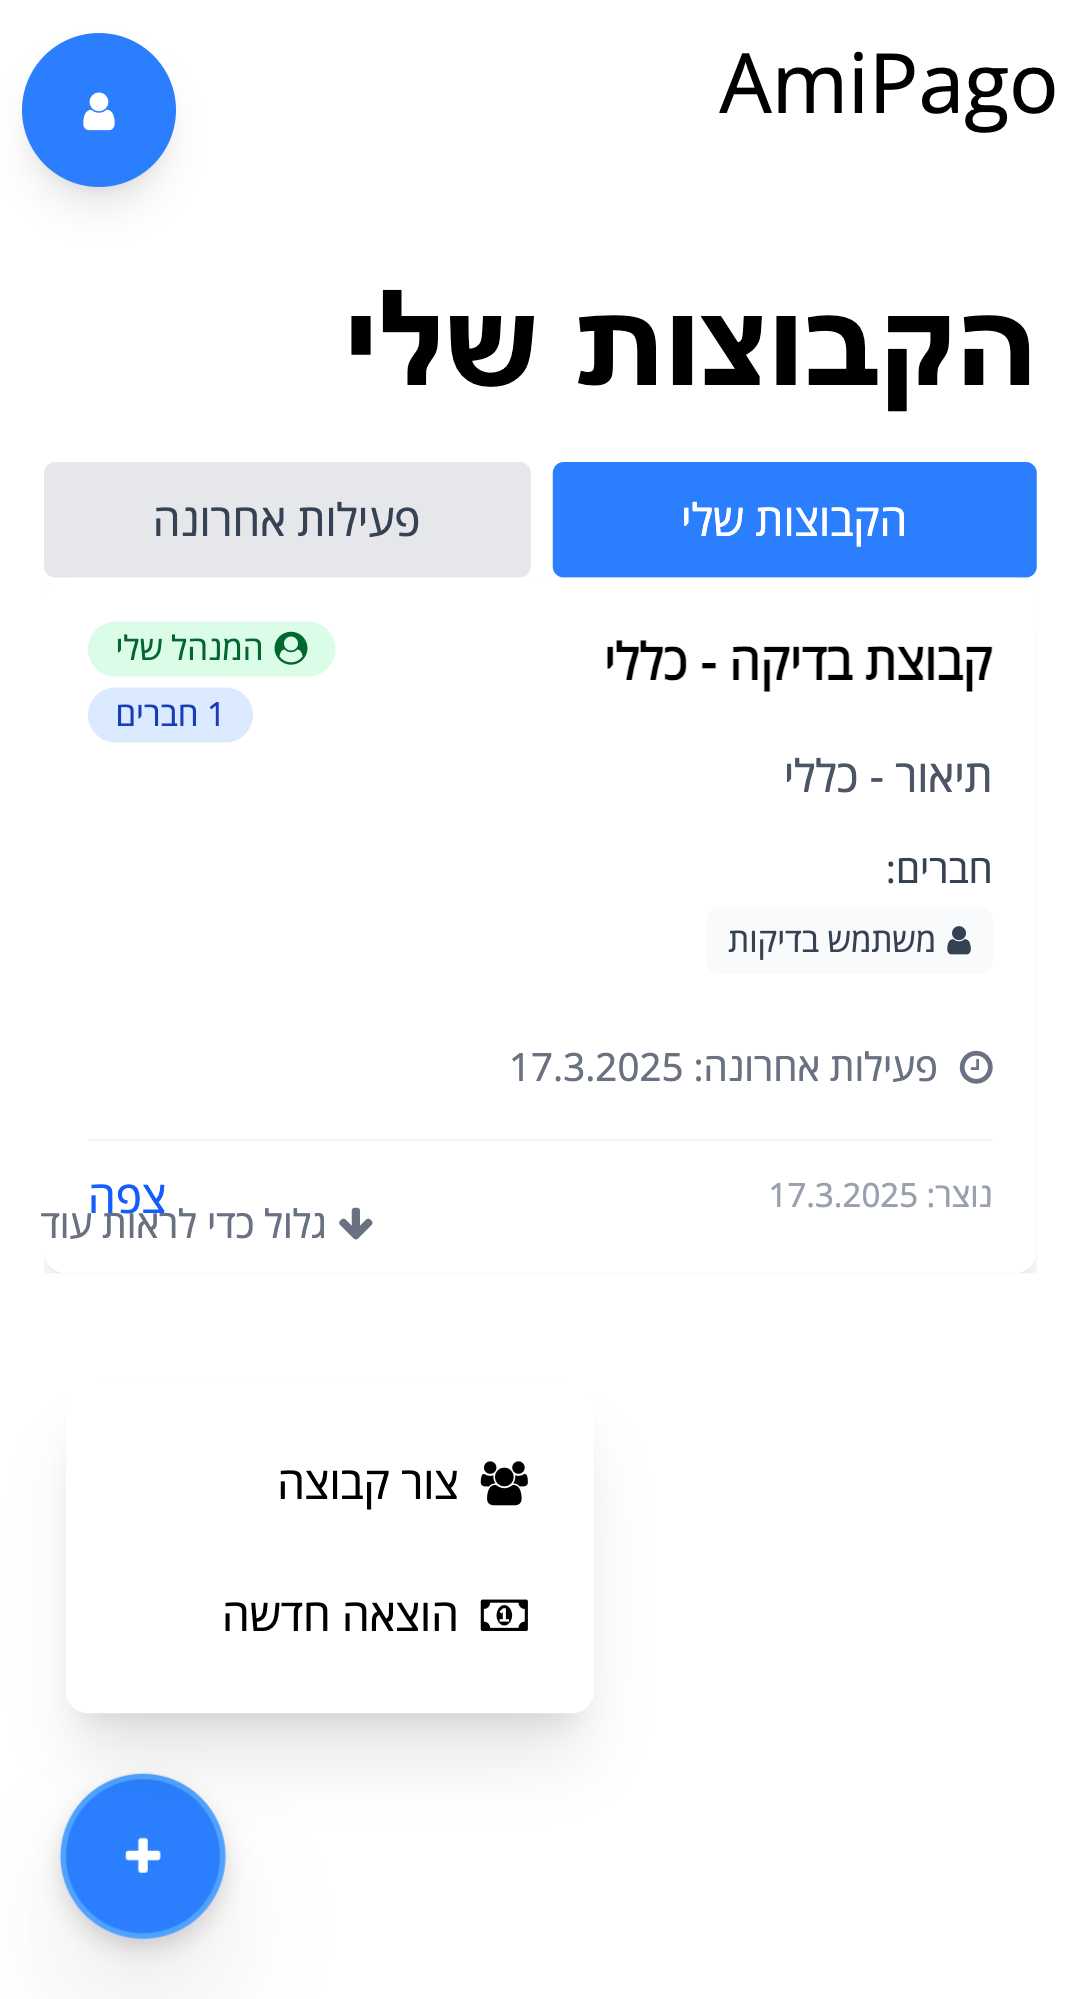 AmiPago
הקבוצות שלי
הקבוצות שלי
פעילות אחרונה
קבוצת בדיקה - כללי
המנהל שלי
1 חברים
תיאור - כללי
חברים:
משתמש בדיקות
פעילות אחרונה: 17.3.2025
נוצר: 17.3.2025
צפה
גלול כדי לראות עוד
צור קבוצה
הוצאה חדשה